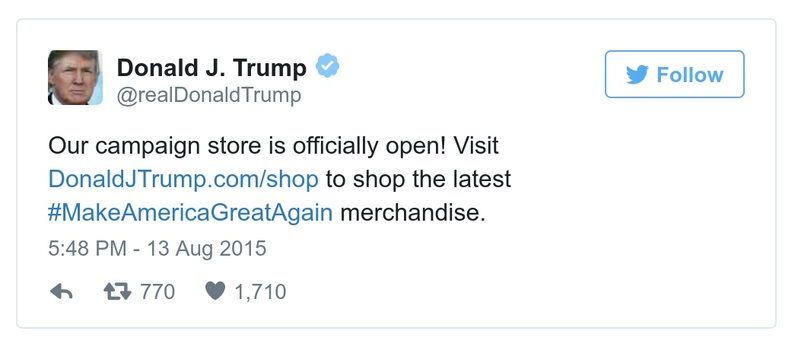 Donald J. Trump
@realDonaldTrump
Follow
Our campaign store is officially open! Visit
DonaldJTrump.com/shop to shop the latest
#MakeAmericaGreatAgain merchandise.
5:48 PM - 13 Aug 2015
770 1,710